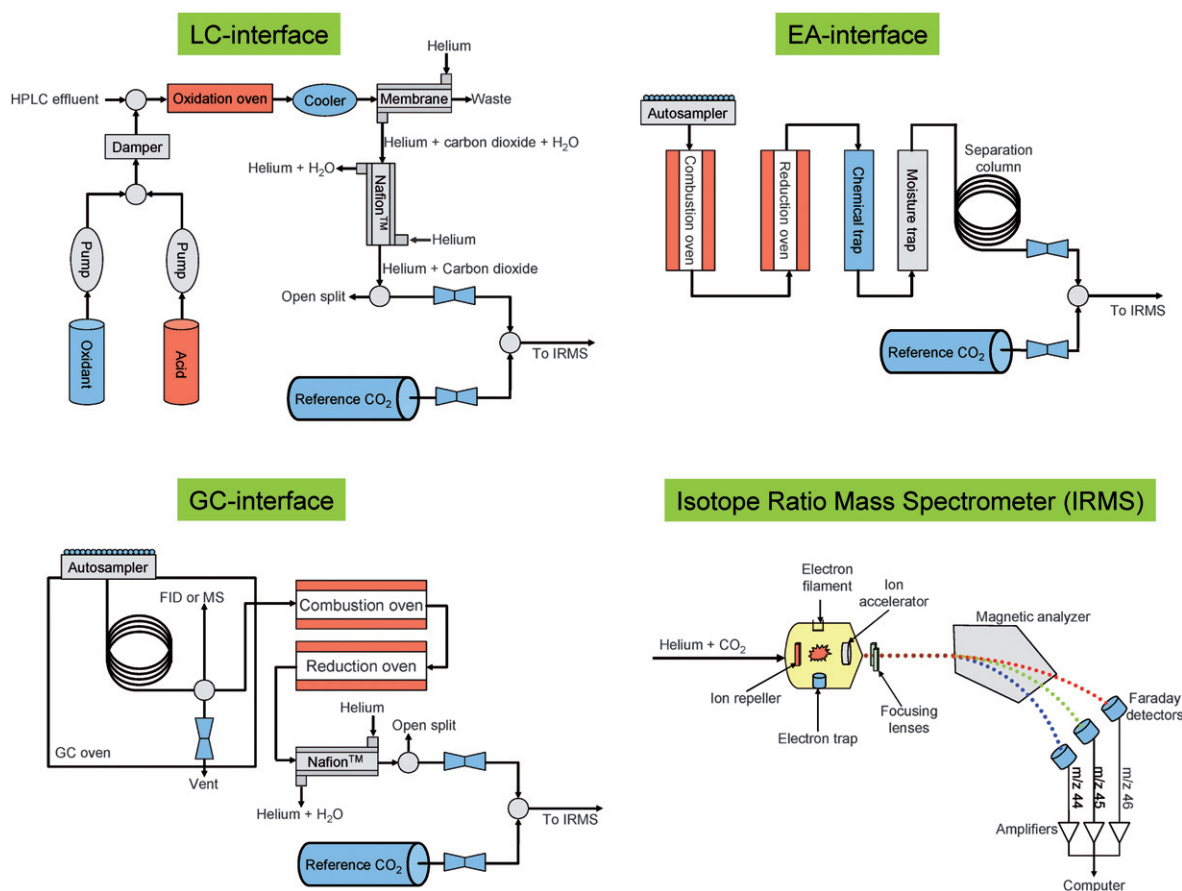 LC-interface
Helium
HPLC effluent
Oxidation oven
Cooler
Membrane
Waste
Damper
Helium + carbon dioxide + H₂O
Helium + H₂O
Nafion™
Pump
Pump
Helium
Helium + Carbon dioxide
Open split
Oxidant
Acid
To IRMS
Reference CO₂
EA-interface
Autosampler
Combustion oven
Reduction oven
Chemical trap
Moisture trap
Separation
column
To IRMS
Reference CO₂
GC-interface
Autosampler
FID or MS
Combustion oven
Reduction oven
Helium
Open split
GC oven
Nafion™
Vent
Helium + H₂O
To IRMS
Reference CO₂
Isotope Ratio Mass Spectrometer (IRMS)
Electron
filament
Ion
accelerator
Magnetic analyzer
Helium + CO₂
Ion repeller
Focusing
lenses
Electron trap
Faraday
detectors
m/z 44
m/z 45
m/z 46
Amplifiers
Computer